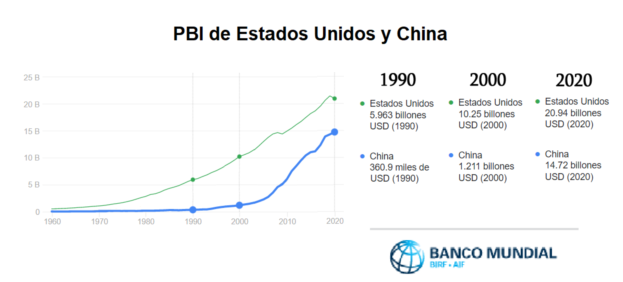 PBI de Estados Unidos y China
25 B
20 B
15 B
10 B
5 B
0
1960
1970
1980
1990
2000
2010
2020
1990
Estados Unidos
5.963 billones
USD (1990)
China
360.9 miles de
USD (1990)
2000
Estados Unidos
10.25 billones
USD (2000)
China
1.211 billones
USD (2000)
2020
Estados Unidos
20.94 billones
USD (2020)
China
14.72 billones
USD (2020)
BANCO MUNDIAL
BIRF • AIF